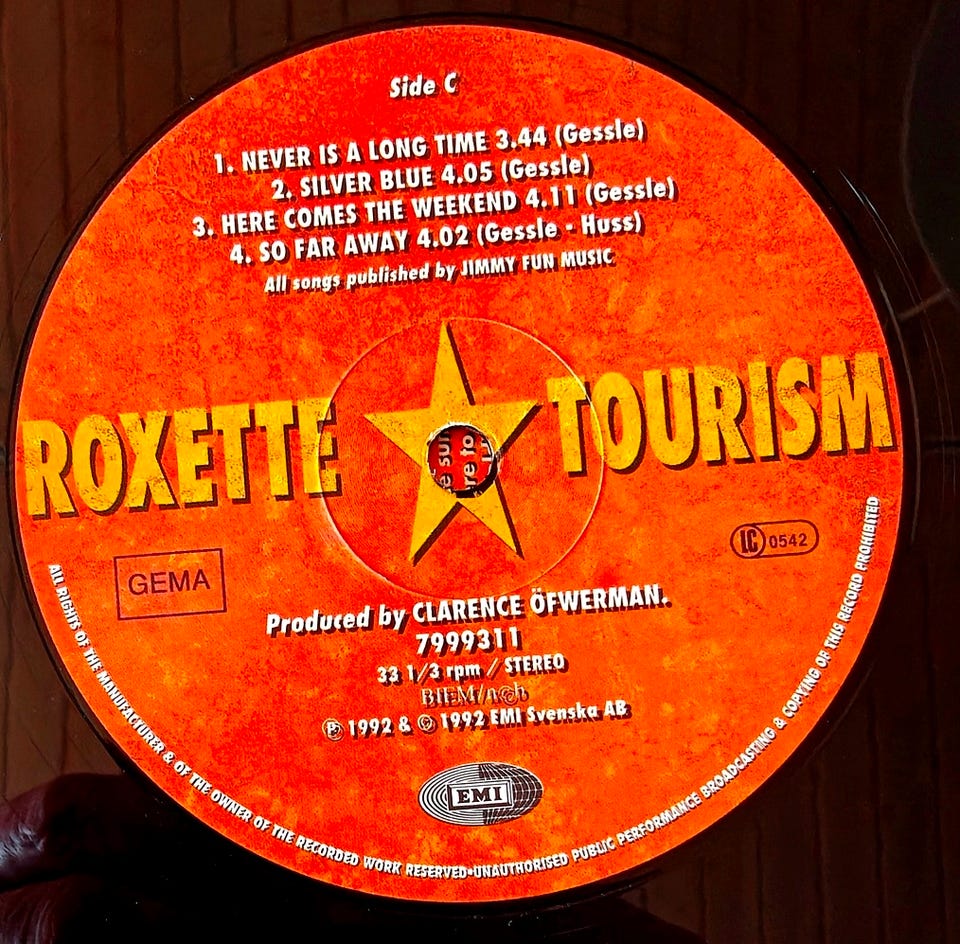 Side C
1. NEVER IS A LONG TIME 3.44 (Gessle)
2. SILVER BLUE 4.05 (Gessle)
3. HERE COMES THE WEEKEND 4.11 (Gessle)
4. SO FAR AWAY 4.02 (Gessle - Huss)
All songs published by JIMMY FUN MUSIC
ROXETTE TOURISM
GEMA
LC 0542
Produced by CLARENCE ÖFWERMAN.
7999311
33 1/3 rpm / STEREO
BIEM/n©b
℗ 1992 & © 1992 EMI Svenska AB
EMI
ALL RIGHTS OF THE MANUFACTURER & OF THE OWNER OF THE RECORDED WORK RESERVED•UNAUTHORISED PUBLIC PERFORMANCE BROADCASTING & COPYING OF THIS RECORD PROHIBITED